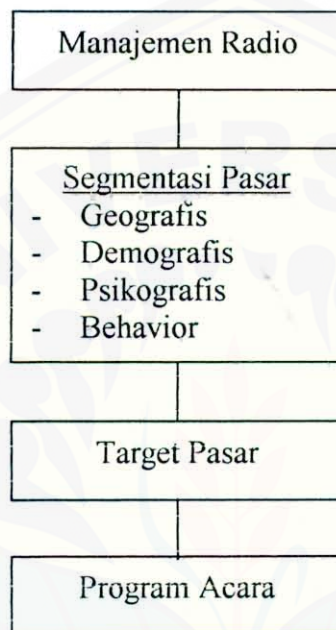 Manajemen Radio
Segmentasi Pasar
- Geografis
- Demografis
- Psikografis
- Behavior
Target Pasar
Program Acara